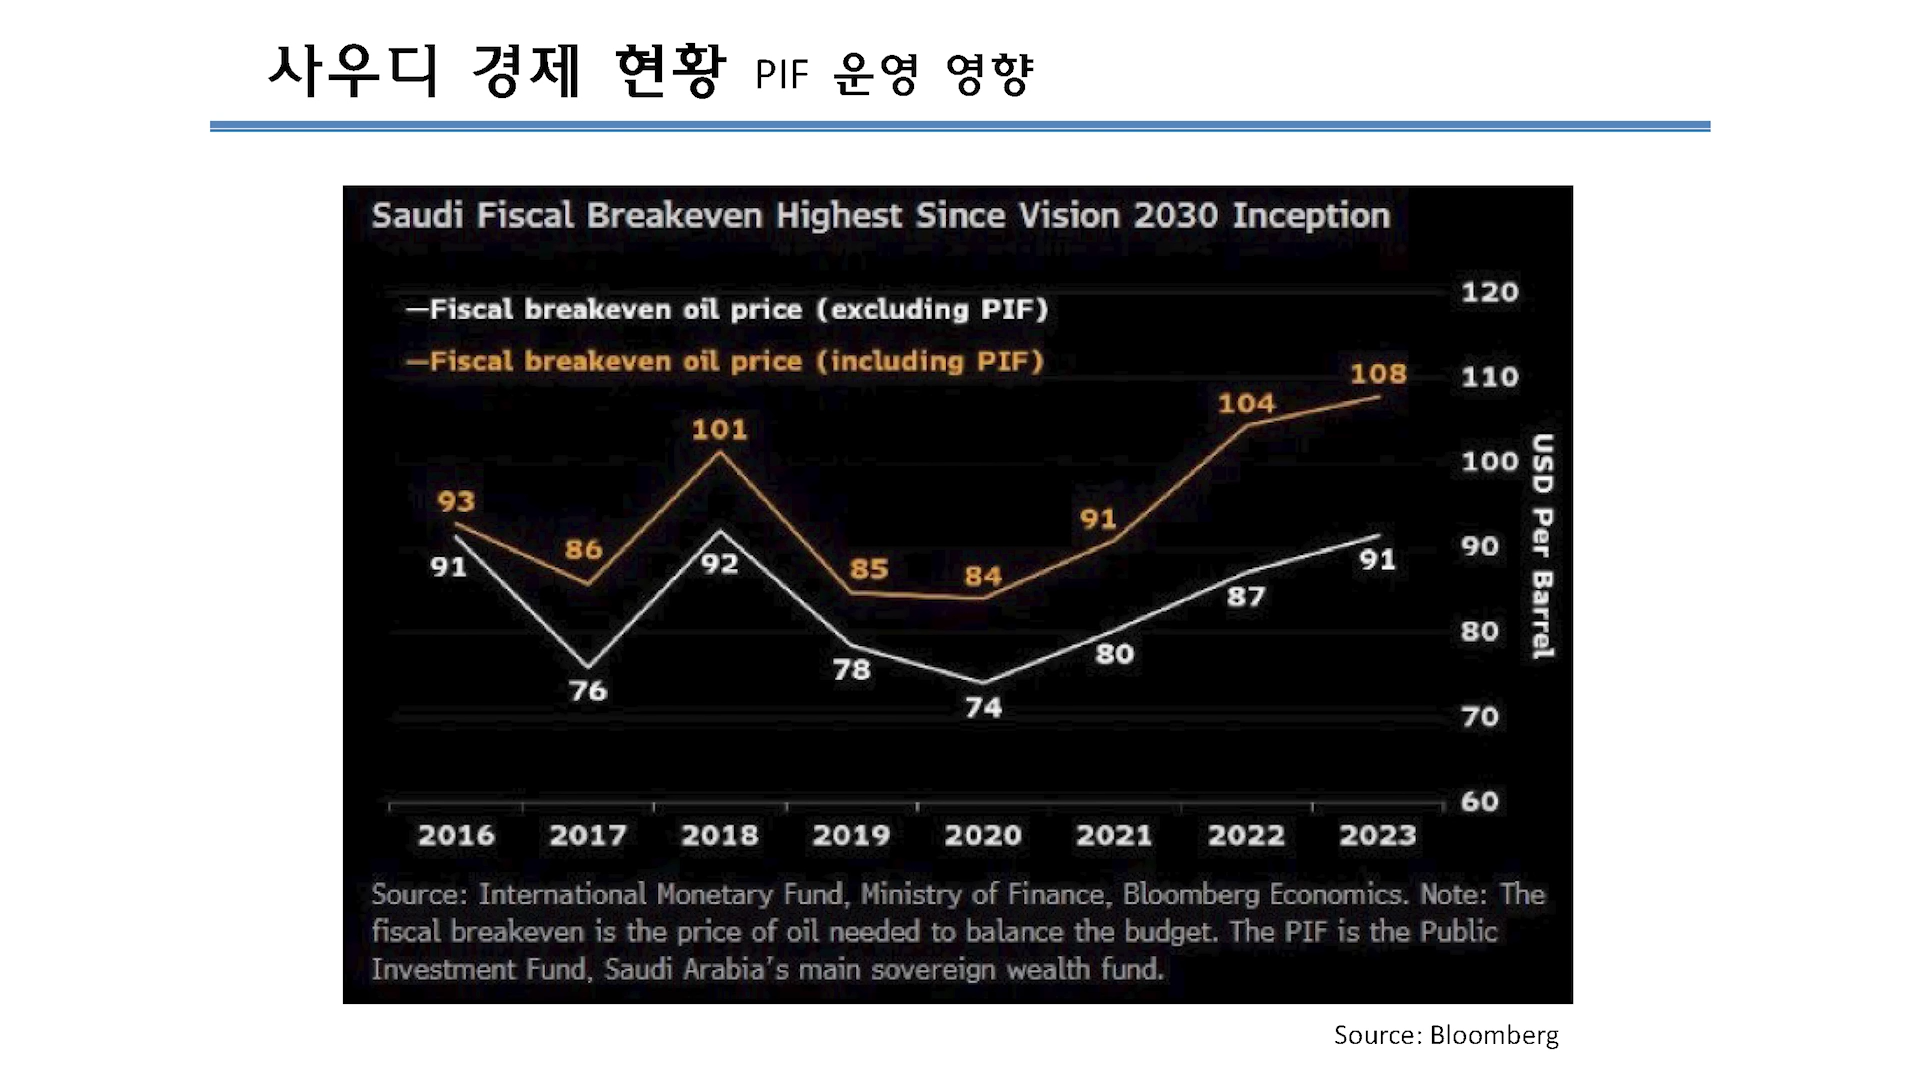 사우디 경제 현황 PIF 운영 영향
Saudi Fiscal Breakeven Highest Since Vision 2030 Inception
—Fiscal breakeven oil price (excluding PIF)
—Fiscal breakeven oil price (including PIF)
120
110
100
90
80
70
60
USD Per Barrel
93
86
101
85
84
91
104
108
91
76
92
78
74
80
87
91
2016 2017 2018 2019 2020 2021 2022 2023
Source: International Monetary Fund, Ministry of Finance, Bloomberg Economics. Note: The
fiscal breakeven is the price of oil needed to balance the budget. The PIF is the Public
Investment Fund, Saudi Arabia's main sovereign wealth fund.
Source: Bloomberg